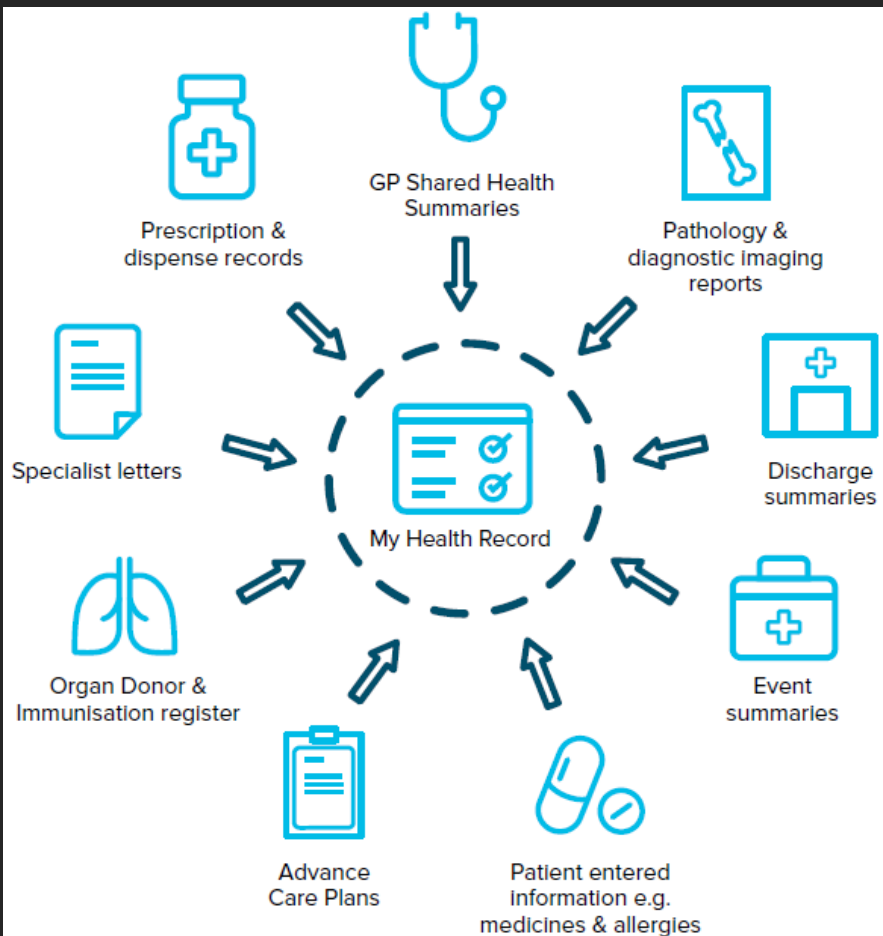 GP Shared Health
Summaries
Prescription &
dispense records
Pathology &
diagnostic imaging
reports
Specialist letters
Discharge
summaries
My Health Record
Organ Donor &
Immunisation register
Event
summaries
Advance
Care Plans
Patient entered
information e.g.
medicines & allergies